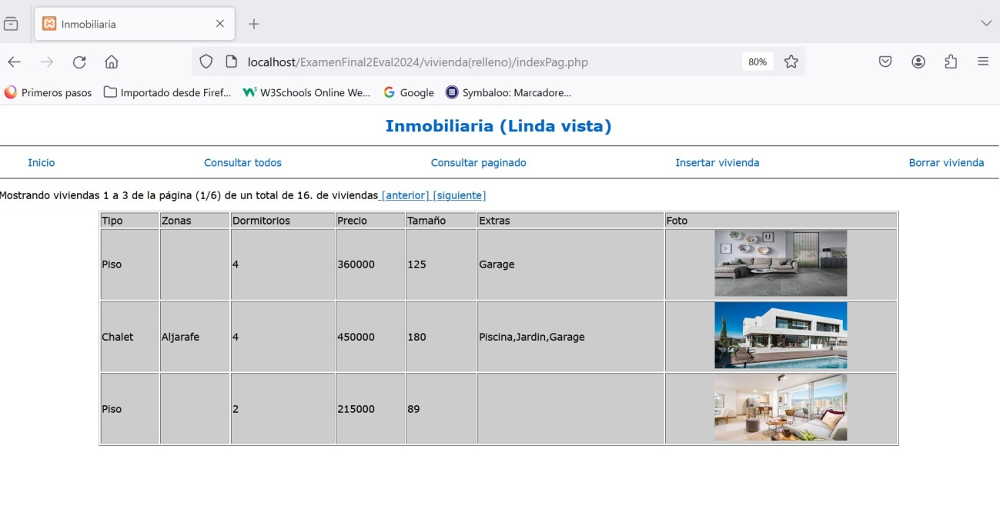 Inmobiliaria
localhost/ExamenFinal2Eval2024/vivienda(relleno)/indexPag.php 80%
Primeros pasos Importado desde Firef... W3Schools Online We... Google Symbaloo: Marcadore...
Inmobiliaria (Linda vista)
Inicio Consultar todos Consultar paginado Insertar vivienda Borrar vivienda
Mostrando viviendas 1 a 3 de la página (1/6) de un total de 16. de viviendas [anterior] [siguiente]
Tipo Zonas Dormitorios Precio Tamaño Extras Foto
Piso 4 360000 125 Garage
Chalet Aljarafe 4 450000 180 Piscina,Jardin,Garage
Piso 2 215000 89